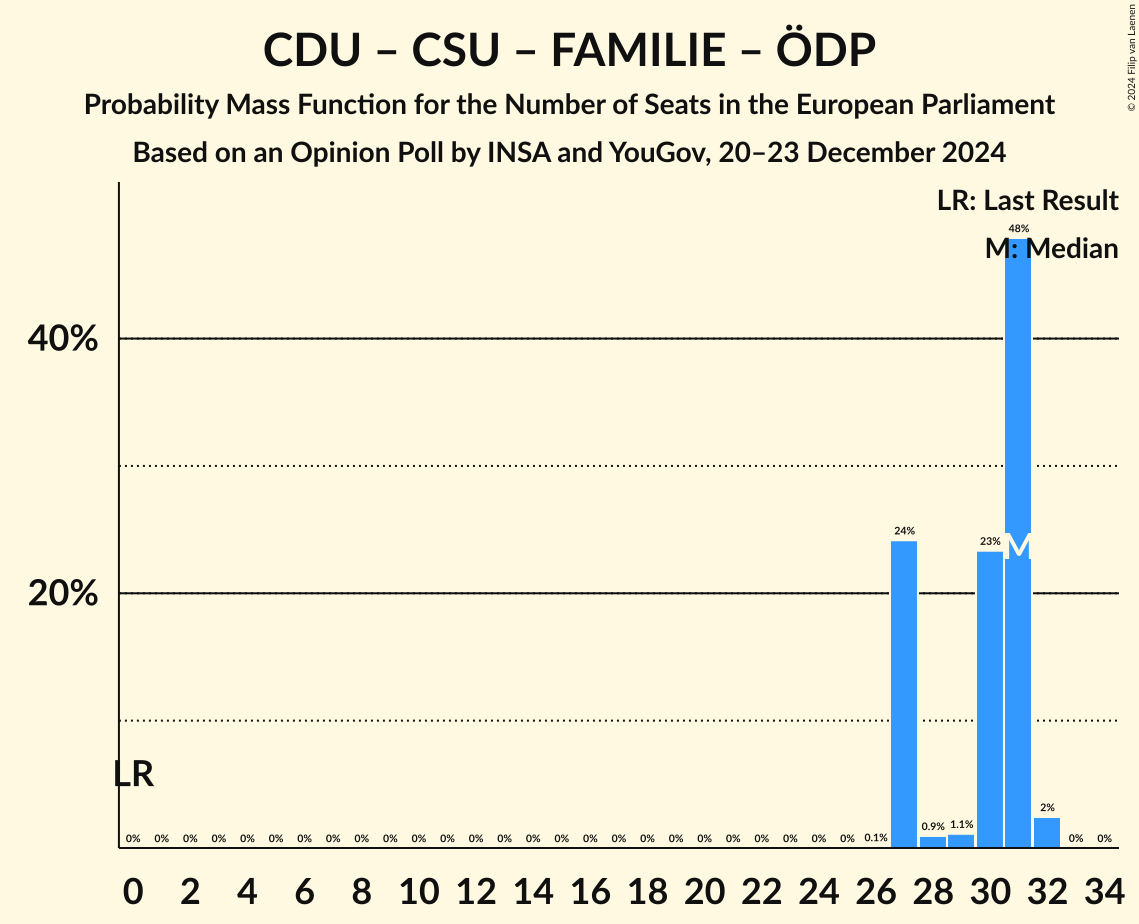 CDU – CSU – FAMILIE – ÖDP
Probability Mass Function for the Number of Seats in the European Parliament
Based on an Opinion Poll by INSA and YouGov, 20–23 December 2024
© 2024 Filip van Laenen
LR: Last Result
M: Median
48%
40%
24%
23%
M
20%
LR
2%
0% 0% 0% 0% 0% 0% 0% 0% 0% 0% 0% 0% 0% 0% 0% 0% 0% 0% 0% 0% 0% 0% 0% 0% 0% 0% 0.1% 0.9% 1.1% 0% 0%
0 2 4 6 8 10 12 14 16 18 20 22 24 26 28 30 32 34